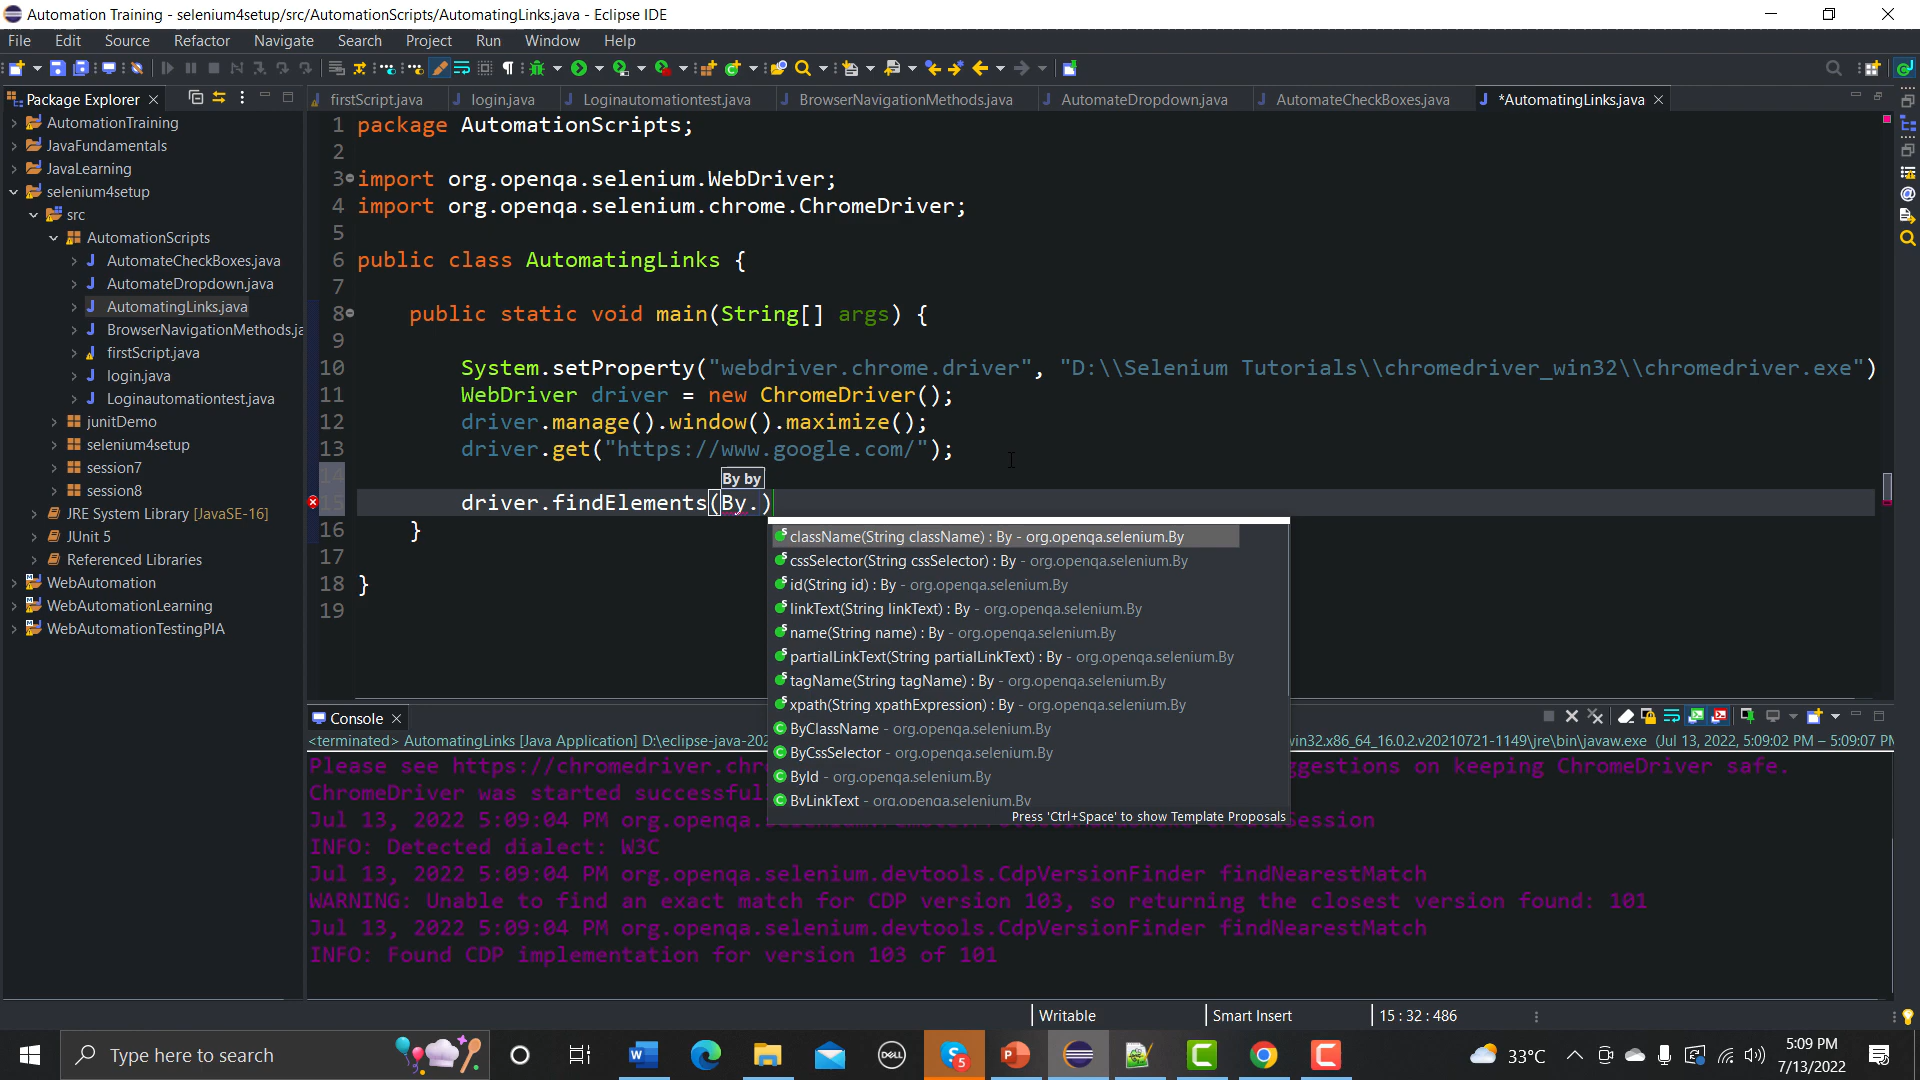 Automation Training - selenium4setup/src/AutomationScripts/AutomatingLinks.java - Eclipse IDE
File Edit Source Refactor Navigate Search Project Run Window Help
Package Explorer
firstScript.java login.java Loginautomationtest.java BrowserNavigationMethods.java AutomateDropdown.java AutomateCheckBoxes.java *AutomatingLinks.java
AutomationTraining
JavaFundamentals
JavaLearning
selenium4setup
src
AutomationScripts
AutomateCheckBoxes.java
AutomateDropdown.java
AutomatingLinks.java
BrowserNavigationMethods.ja
firstScript.java
login.java
Loginautomationtest.java
junitDemo
selenium4setup
session7
session8
JRE System Library [JavaSE-16]
JUnit 5
Referenced Libraries
WebAutomation
WebAutomationLearning
WebAutomationTestingPIA
1 package AutomationScripts;
2
3 import org.openqa.selenium.WebDriver;
4 import org.openqa.selenium.chrome.ChromeDriver;
5
6 public class AutomatingLinks {
7
8 public static void main(String[] args) {
9
10 System.setProperty("webdriver.chrome.driver", "D:\\Selenium Tutorials\\chromedriver_win32\\chromedriver.exe")
11 WebDriver driver = new ChromeDriver();
12 driver.manage().window().maximize();
13 driver.get("https://www.google.com/");
14
By by
15 driver.findElements(By.)
16 }
17
18 }
19
className(String className) : By - org.openqa.selenium.By
cssSelector(String cssSelector) : By - org.openqa.selenium.By
id(String id) : By - org.openqa.selenium.By
linkText(String linkText) : By - org.openqa.selenium.By
name(String name) : By - org.openqa.selenium.By
partialLinkText(String partialLinkText) : By - org.openqa.selenium.By
tagName(String tagName) : By - org.openqa.selenium.By
xpath(String xpathExpression) : By - org.openqa.selenium.By
ByClassName - org.openqa.selenium.By
ByCssSelector - org.openqa.selenium.By
ById - org.openqa.selenium.By
ByLinkText - org.openqa.selenium.By
Press 'Ctrl+Space' to show Template Proposals
Console
<terminated> AutomatingLinks [Java Application] D:\eclipse-java-202 win32.x86_64_16.0.2.v20210721-1149\jre\bin\javaw.exe (Jul 13, 2022, 5:09:02 PM – 5:09:07 PM
Please see https://chromedriver.chr ggestions on keeping ChromeDriver safe.
ChromeDriver was started successful
Jul 13, 2022 5:09:04 PM org.openqa. session
INFO: Detected dialect: W3C
Jul 13, 2022 5:09:04 PM org.openqa.selenium.devtools.CdpVersionFinder findNearestMatch
WARNING: Unable to find an exact match for CDP version 103, so returning the closest version found: 101
Jul 13, 2022 5:09:04 PM org.openqa.selenium.devtools.CdpVersionFinder findNearestMatch
INFO: Found CDP implementation for version 103 of 101
Writable Smart Insert 15 : 32 : 486
Type here to search
DELL
5
33°C
5:09 PM
7/13/2022